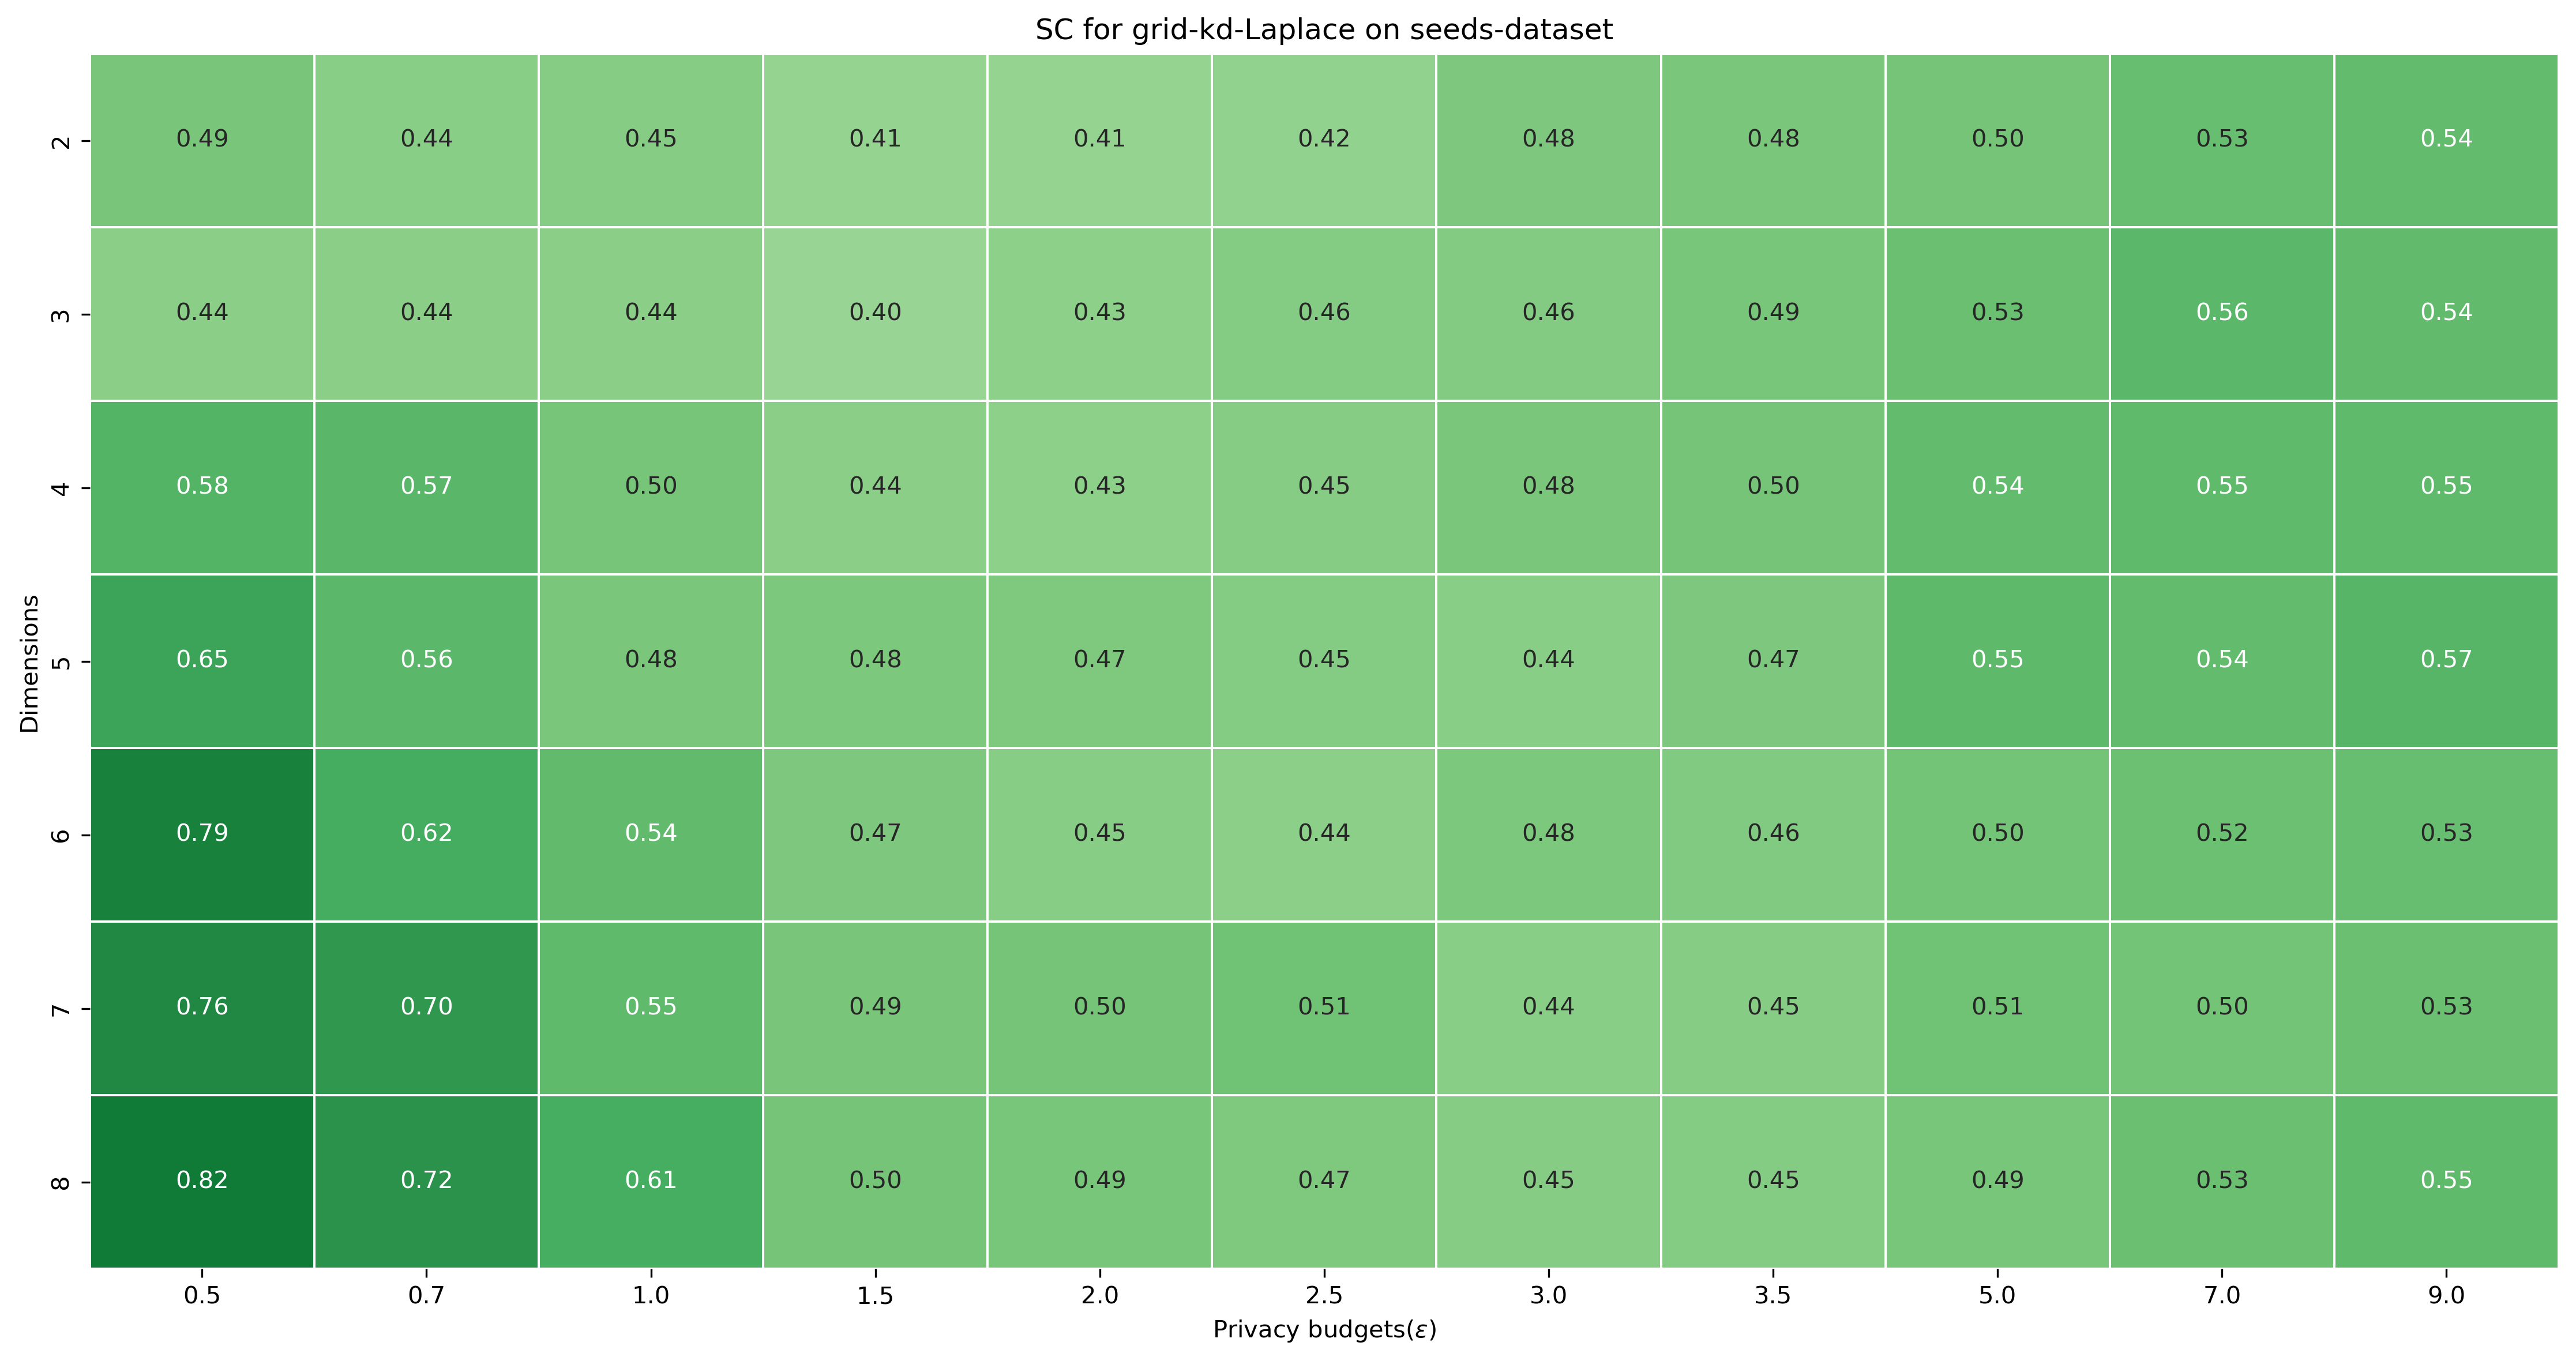 SC for grid-kd-Laplace on seeds-dataset
2 0.49 0.44 0.45 0.41 0.41 0.42 0.48 0.48 0.50 0.53 0.54
3 0.44 0.44 0.44 0.40 0.43 0.46 0.46 0.49 0.53 0.56 0.54
4 0.58 0.57 0.50 0.44 0.43 0.45 0.48 0.50 0.54 0.55 0.55
Dimensions
5 0.65 0.56 0.48 0.48 0.47 0.45 0.44 0.47 0.55 0.54 0.57
6 0.79 0.62 0.54 0.47 0.45 0.44 0.48 0.46 0.50 0.52 0.53
7 0.76 0.70 0.55 0.49 0.50 0.51 0.44 0.45 0.51 0.50 0.53
8 0.82 0.72 0.61 0.50 0.49 0.47 0.45 0.45 0.49 0.53 0.55
0.5 0.7 1.0 1.5 2.0 2.5 3.0 3.5 5.0 7.0 9.0
Privacy budgets(ε)